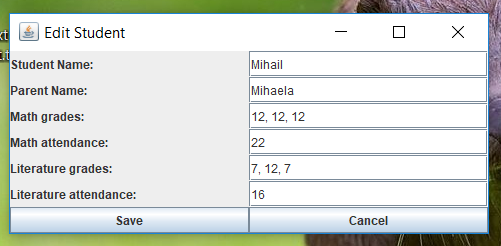 Edit Student
Student Name: Mihail
Parent Name: Mihaela
Math grades: 12, 12, 12
Math attendance: 22
Literature grades: 7, 12, 7
Literature attendance: 16
Save Cancel